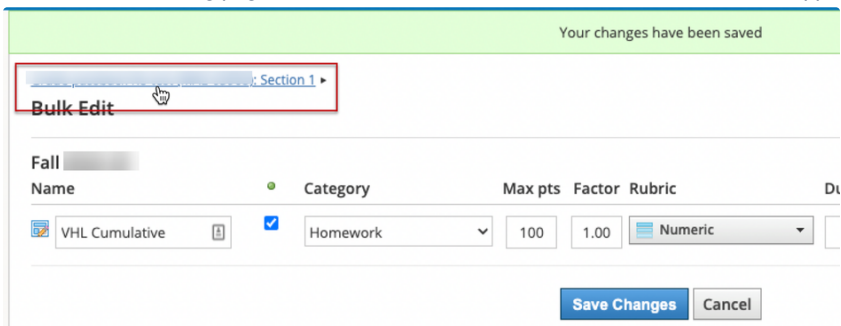 Your changes have been saved
: Section 1 ▸
Bulk Edit
Fall
Name Category Max pts Factor Rubric Du
VHL Cumulative Homework 100 1.00 Numeric
Save Changes Cancel